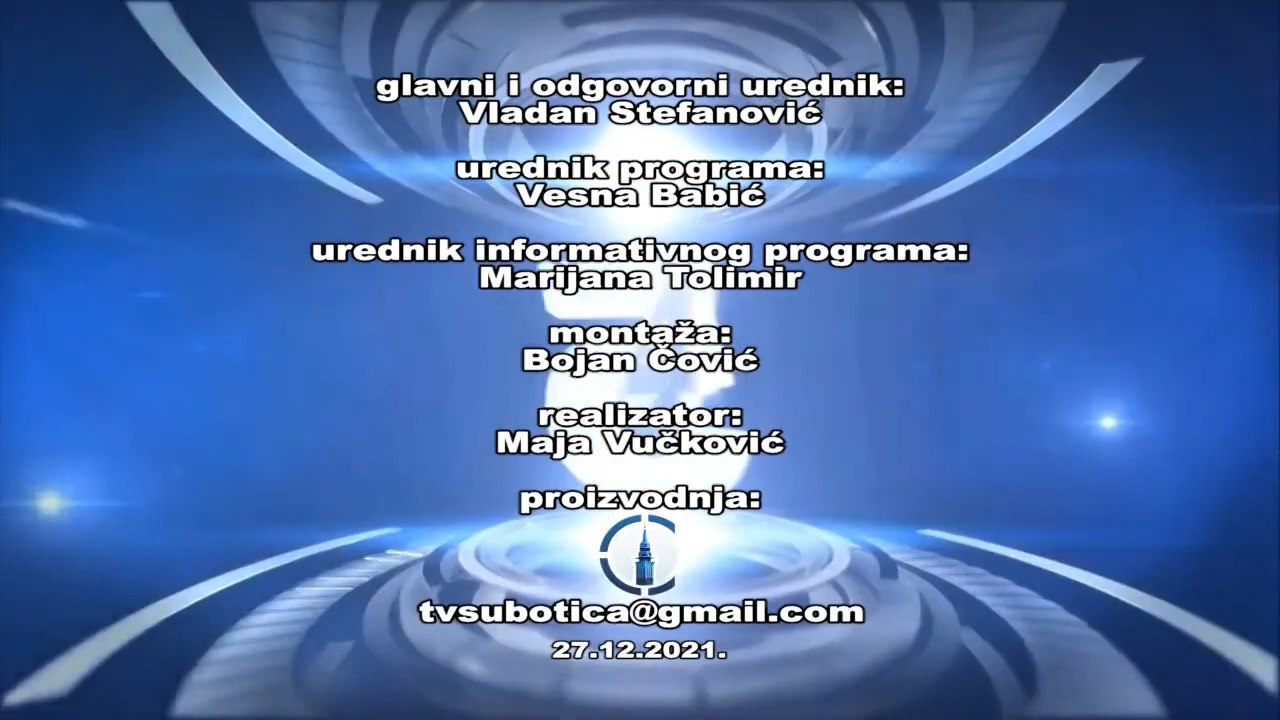 glavni i odgovorni urednik:
Vladan Stefanović
urednik programa:
Vesna Babić
urednik informativnog programa:
Marijana Tolimir
montaža:
Bojan Čović
realizator:
Maja Vučković
proizvodnja:
tvsubotica@gmail.com
27.12.2021.